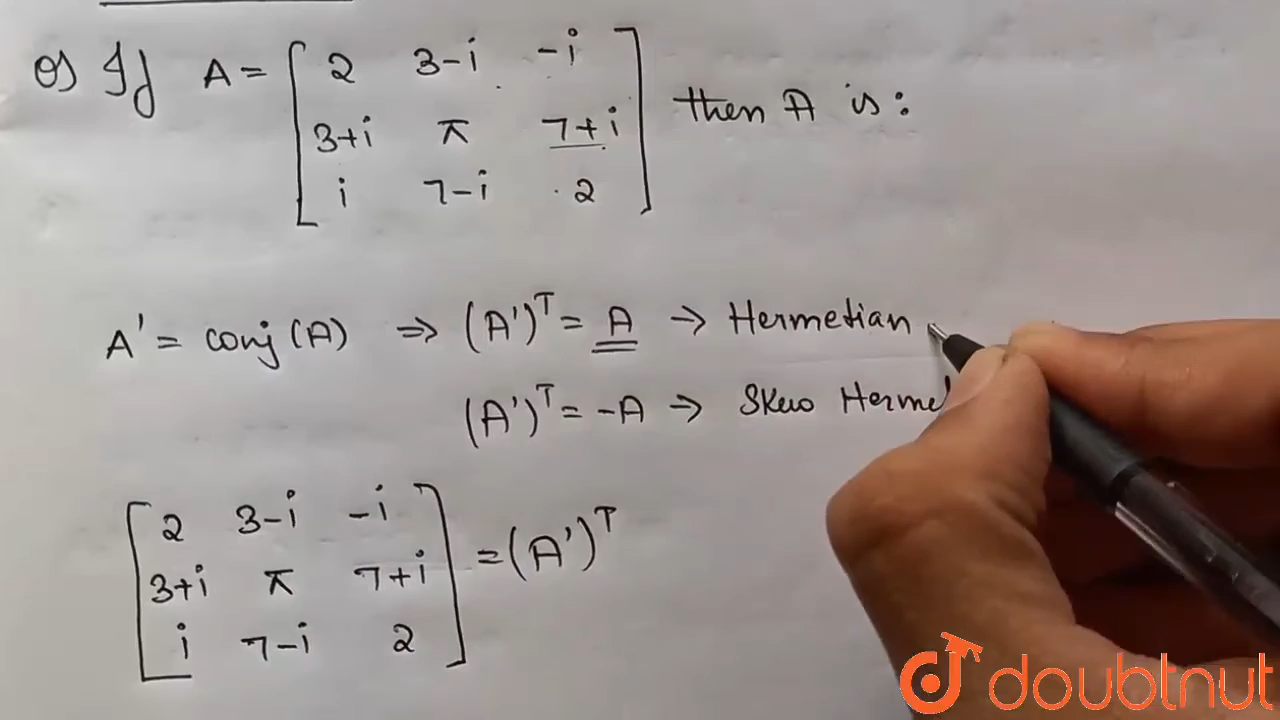 Q) If A = [ 2 3-i -i then A is:
3+i π 7+i
i 7-i 2 ]
A' = conj(A) ⇒ (A')ᵀ = A → Hermetian
(A')ᵀ = -A → Skew Hermet
[ 2 3-i -i
3+i π 7+i = (A')ᵀ
i 7-i 2 ]
doubtnut